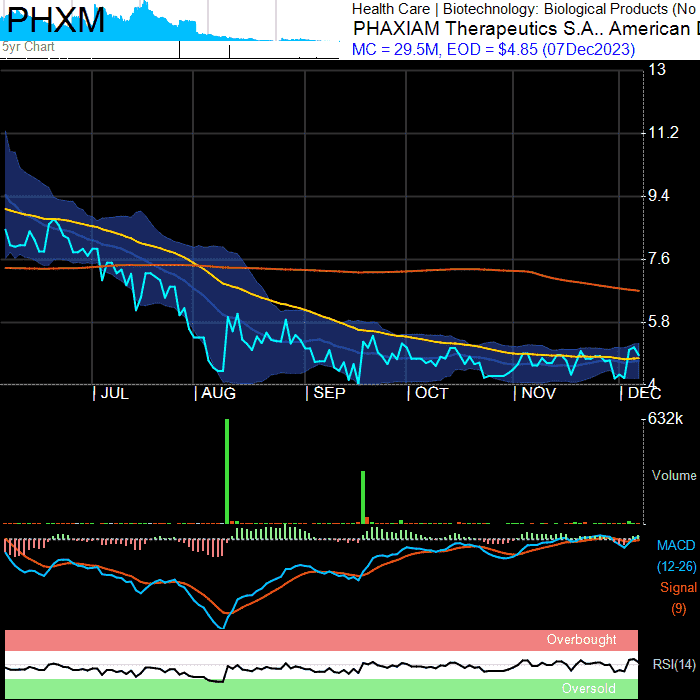 PHXM
5yr Chart
Health Care | Biotechnology: Biological Products (No
PHAXIAM Therapeutics S.A.. American
MC = 29.5M, EOD = $4.85 (07Dec2023)
13
11.2
9.4
7.6
5.8
4
JUL
AUG
SEP
OCT
NOV
DEC
632k
Volume
MACD
(12-26)
Signal
(9)
Overbought
RSI(14)
Oversold